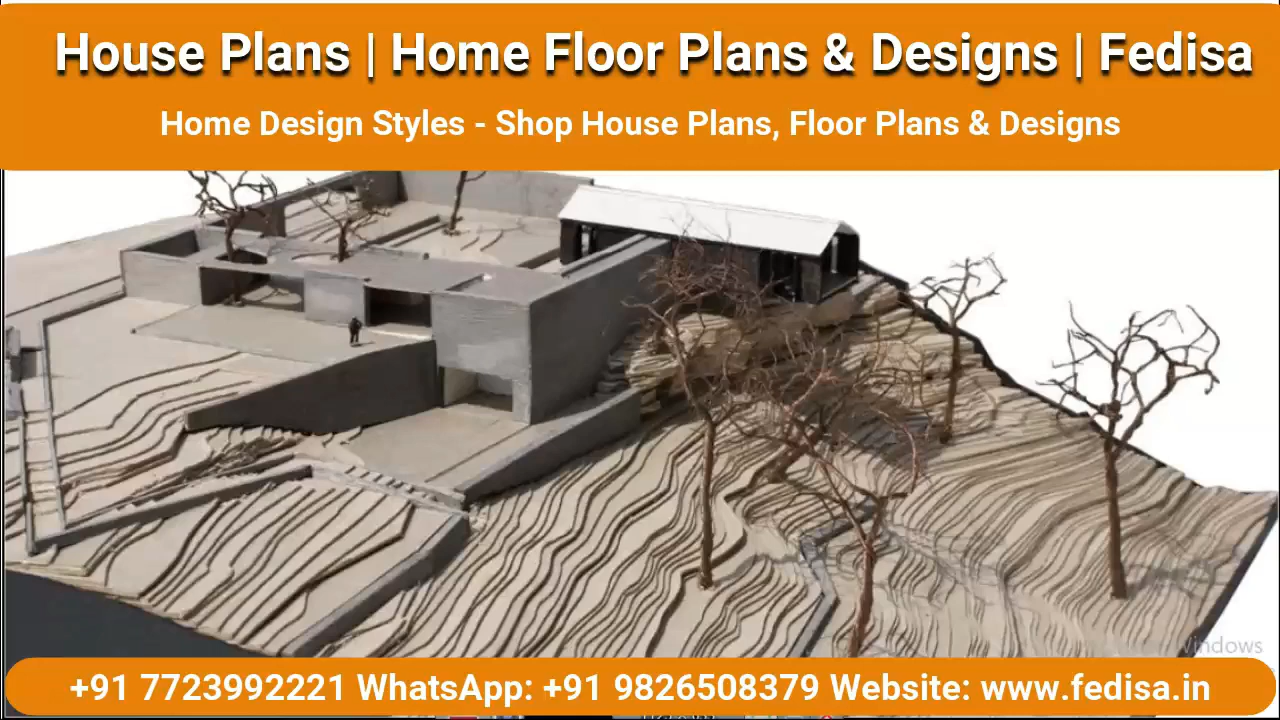 House Plans | Home Floor Plans & Designs | Fedisa
Home Design Styles - Shop House Plans, Floor Plans & Designs
Windows
+91 7723992221 WhatsApp: +91 9826508379 Website: www.fedisa.in